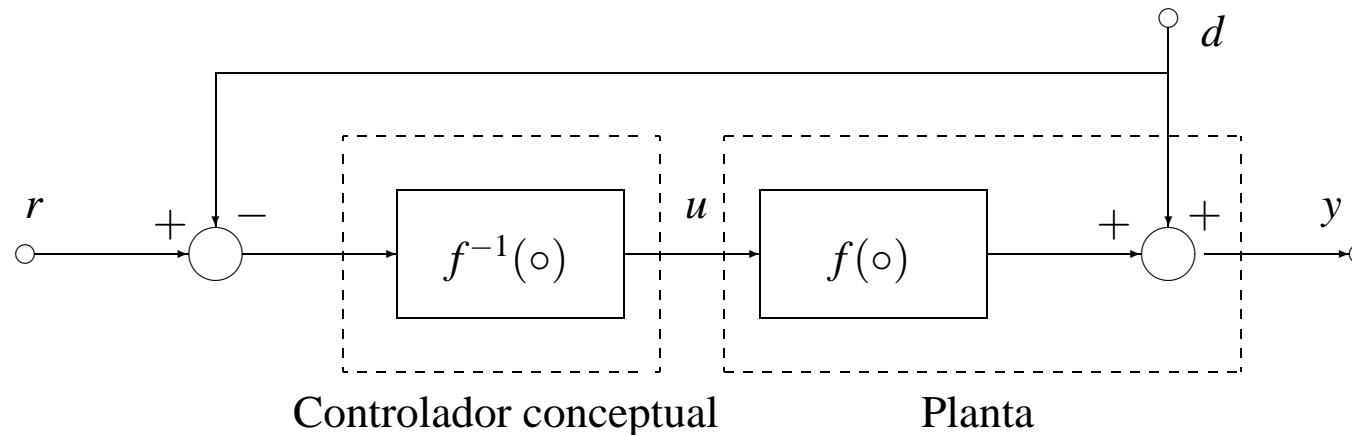 d
r
+
−
u
+
+
y
f⁻¹(∘)
f(∘)
Controlador conceptual
Planta